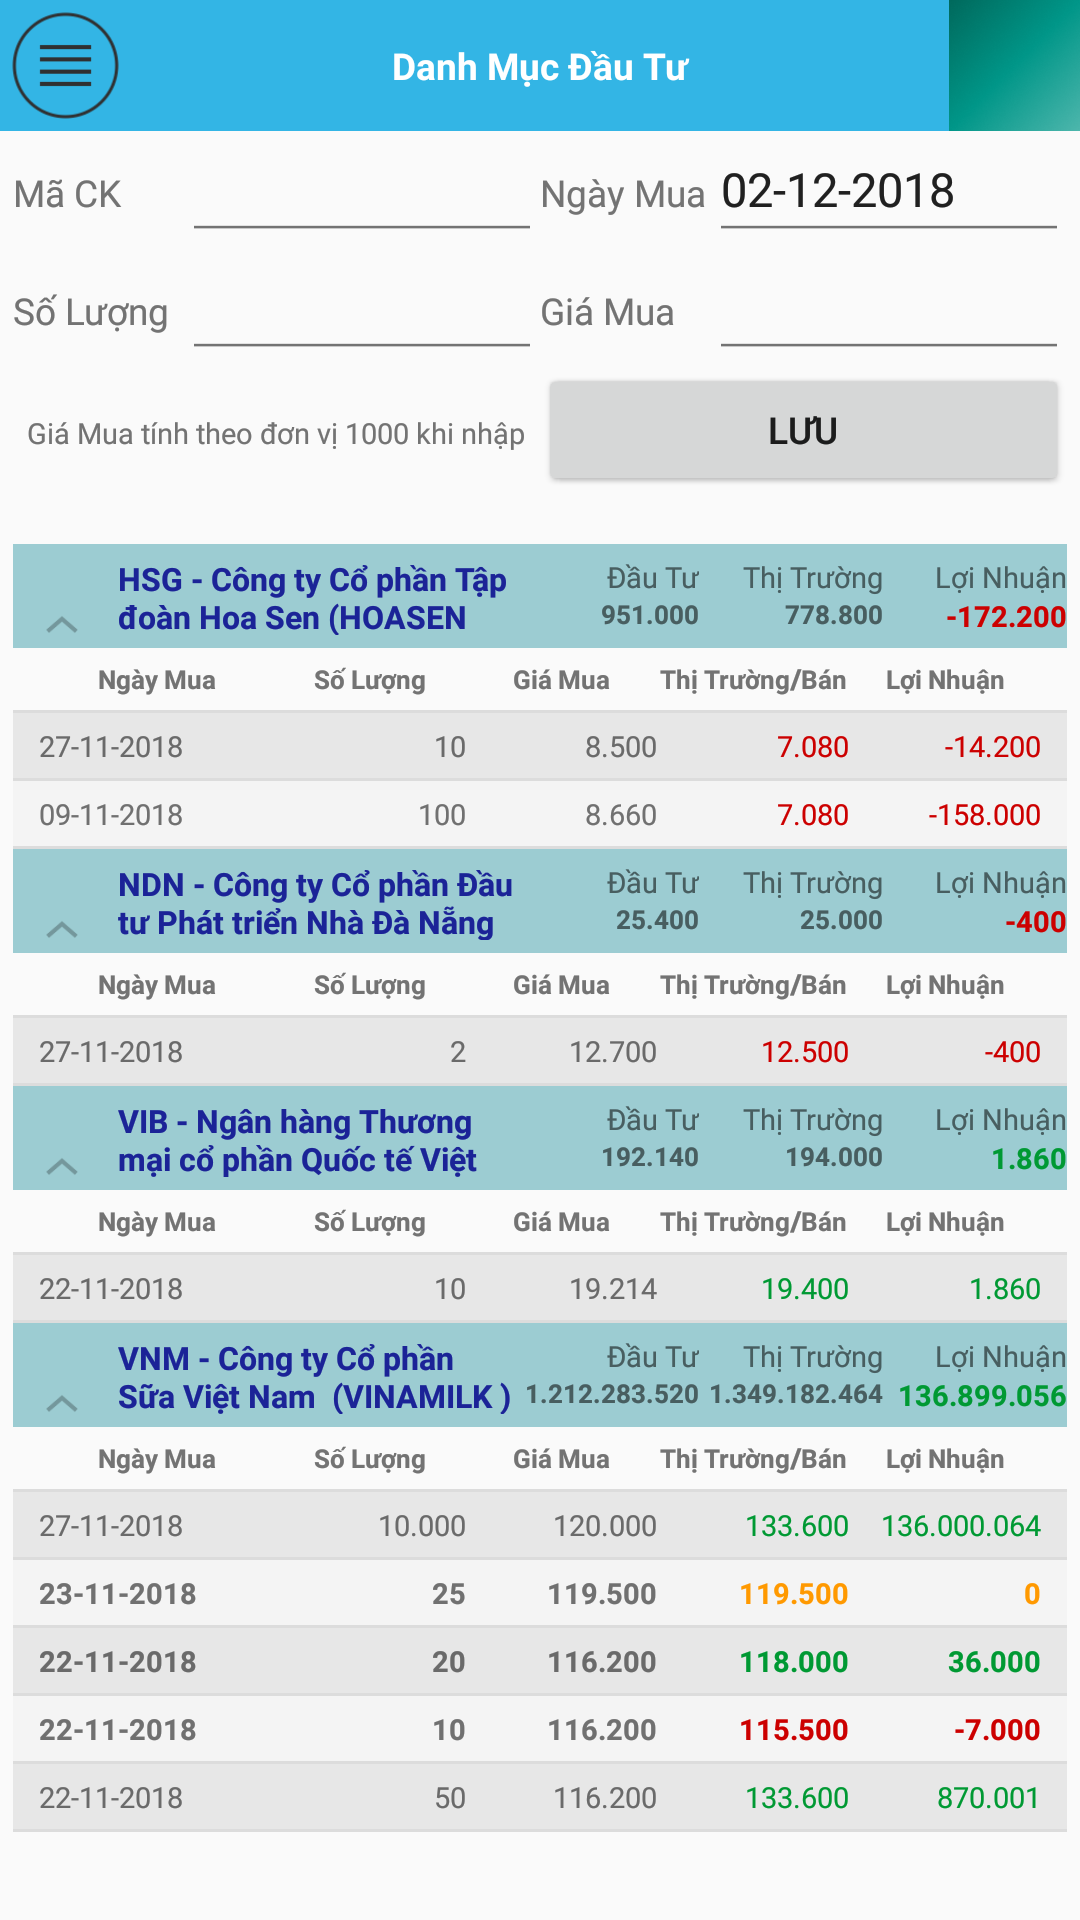 Danh Mục Đầu Tư
Mã CK
Ngày Mua 02-12-2018
Số Lượng
Giá Mua
Giá Mua tính theo đơn vị 1000 khi nhập
LƯU
HSG - Công ty Cổ phần Tập đoàn Hoa Sen (HOASEN
Đầu Tư Thị Trường Lợi Nhuận
951.000 778.800 -172.200
Ngày Mua Số Lượng Giá Mua Thị Trường/Bán Lợi Nhuận
27-11-2018 10 8.500 7.080 -14.200
09-11-2018 100 8.660 7.080 -158.000
NDN - Công ty Cổ phần Đầu tư Phát triển Nhà Đà Nẵng
Đầu Tư Thị Trường Lợi Nhuận
25.400 25.000 -400
Ngày Mua Số Lượng Giá Mua Thị Trường/Bán Lợi Nhuận
27-11-2018 2 12.700 12.500 -400
VIB - Ngân hàng Thương mại cổ phần Quốc tế Việt
Đầu Tư Thị Trường Lợi Nhuận
192.140 194.000 1.860
Ngày Mua Số Lượng Giá Mua Thị Trường/Bán Lợi Nhuận
22-11-2018 10 19.214 19.400 1.860
VNM - Công ty Cổ phần Sữa Việt Nam (VINAMILK )
Đầu Tư Thị Trường Lợi Nhuận
1.212.283.520 1.349.182.464 136.899.056
Ngày Mua Số Lượng Giá Mua Thị Trường/Bán Lợi Nhuận
27-11-2018 10.000 120.000 133.600 136.000.064
23-11-2018 25 119.500 119.500 0
22-11-2018 20 116.200 118.000 36.000
22-11-2018 10 116.200 115.500 -7.000
22-11-2018 50 116.200 133.600 870.001